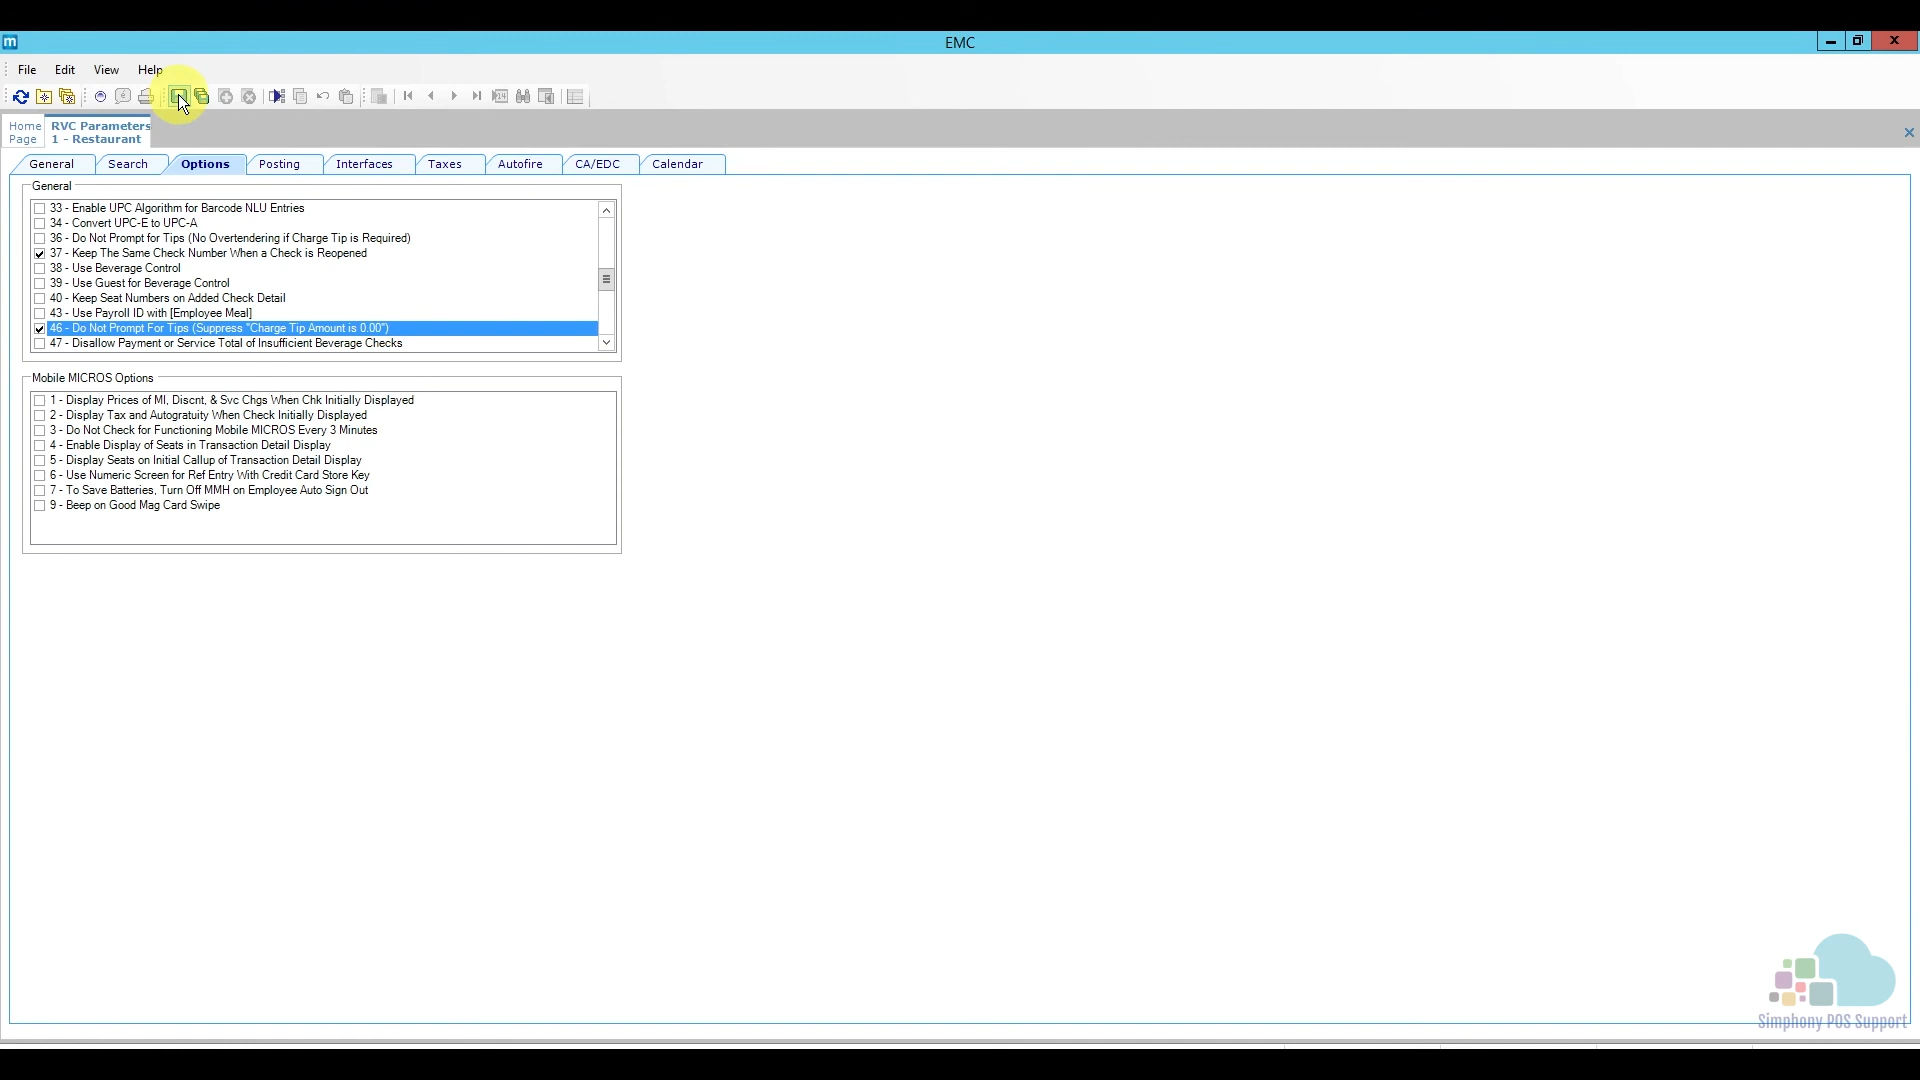 EMC
File Edit View Help
Home Page
RVC Parameters
1 - Restaurant
General Search Options Posting Interfaces Taxes Autofire CA/EDC Calendar
General
33 - Enable UPC Algorithm for Barcode NLU Entries
34 - Convert UPC-E to UPC-A
36 - Do Not Prompt for Tips (No Overtendering if Charge Tip is Required)
37 - Keep The Same Check Number When a Check is Reopened
38 - Use Beverage Control
39 - Use Guest for Beverage Control
40 - Keep Seat Numbers on Added Check Detail
43 - Use Payroll ID with [Employee Meal]
46 - Do Not Prompt For Tips (Suppress "Charge Tip Amount is 0.00")
47 - Disallow Payment or Service Total of Insufficient Beverage Checks
Mobile MICROS Options
1 - Display Prices of MI, Discnt, & Svc Chgs When Chk Initially Displayed
2 - Display Tax and Autogratuity When Check Initially Displayed
3 - Do Not Check for Functioning Mobile MICROS Every 3 Minutes
4 - Enable Display of Seats in Transaction Detail Display
5 - Display Seats on Initial Callup of Transaction Detail Display
6 - Use Numeric Screen for Ref Entry With Credit Card Store Key
7 - To Save Batteries, Turn Off MMH on Employee Auto Sign Out
9 - Beep on Good Mag Card Swipe
Simphony POS Support